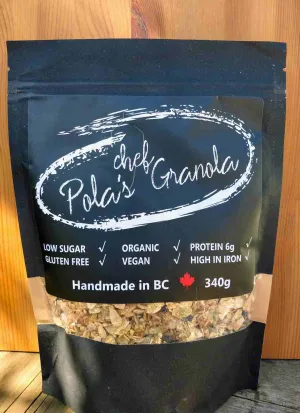 chef
Pola's Granola
LOW SUGAR ✓ ORGANIC ✓ PROTEIN 6g ✓
GLUTEN FREE ✓ VEGAN ✓ HIGH IN IRON ✓
Handmade in BC 340g